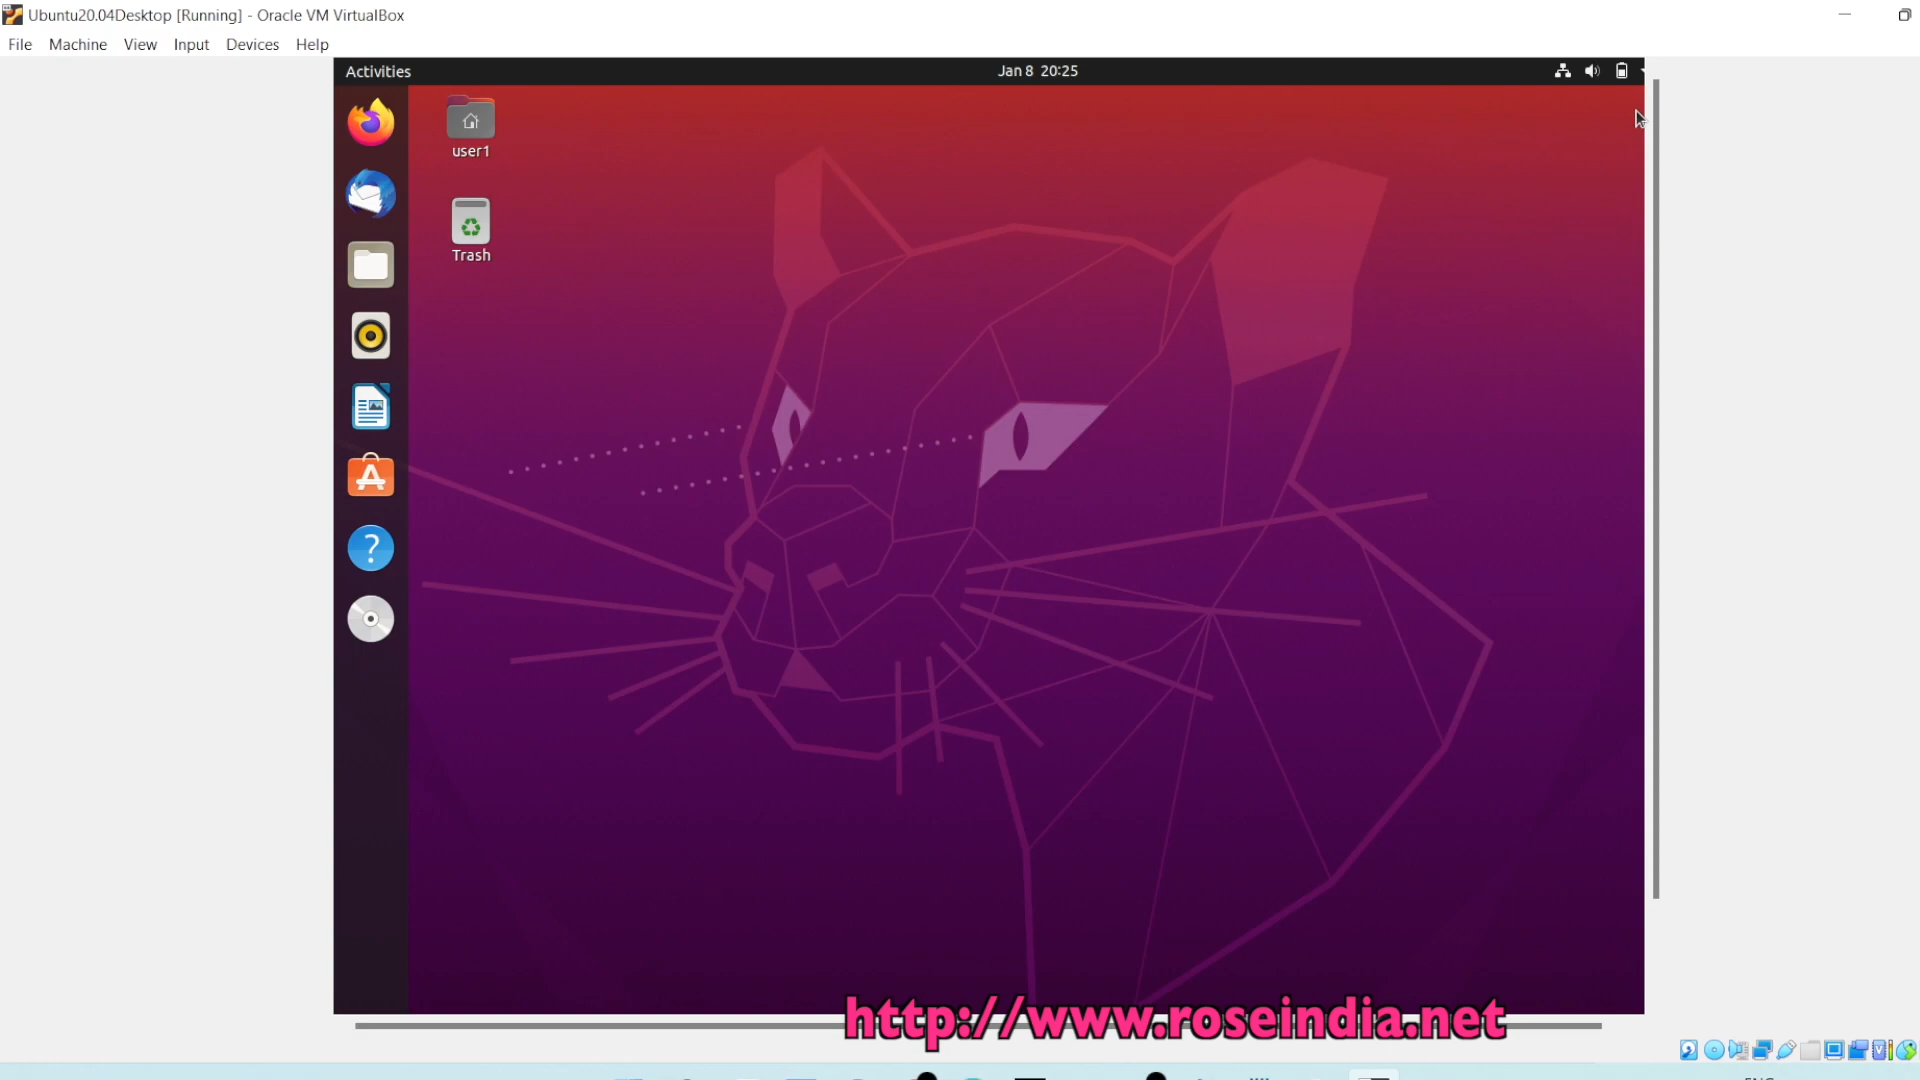 Ubuntu20.04Desktop [Running] - Oracle VM VirtualBox
File Machine View Input Devices Help
Activities
Jan 8 20:25
user1
Trash
http://www.roseindia.net